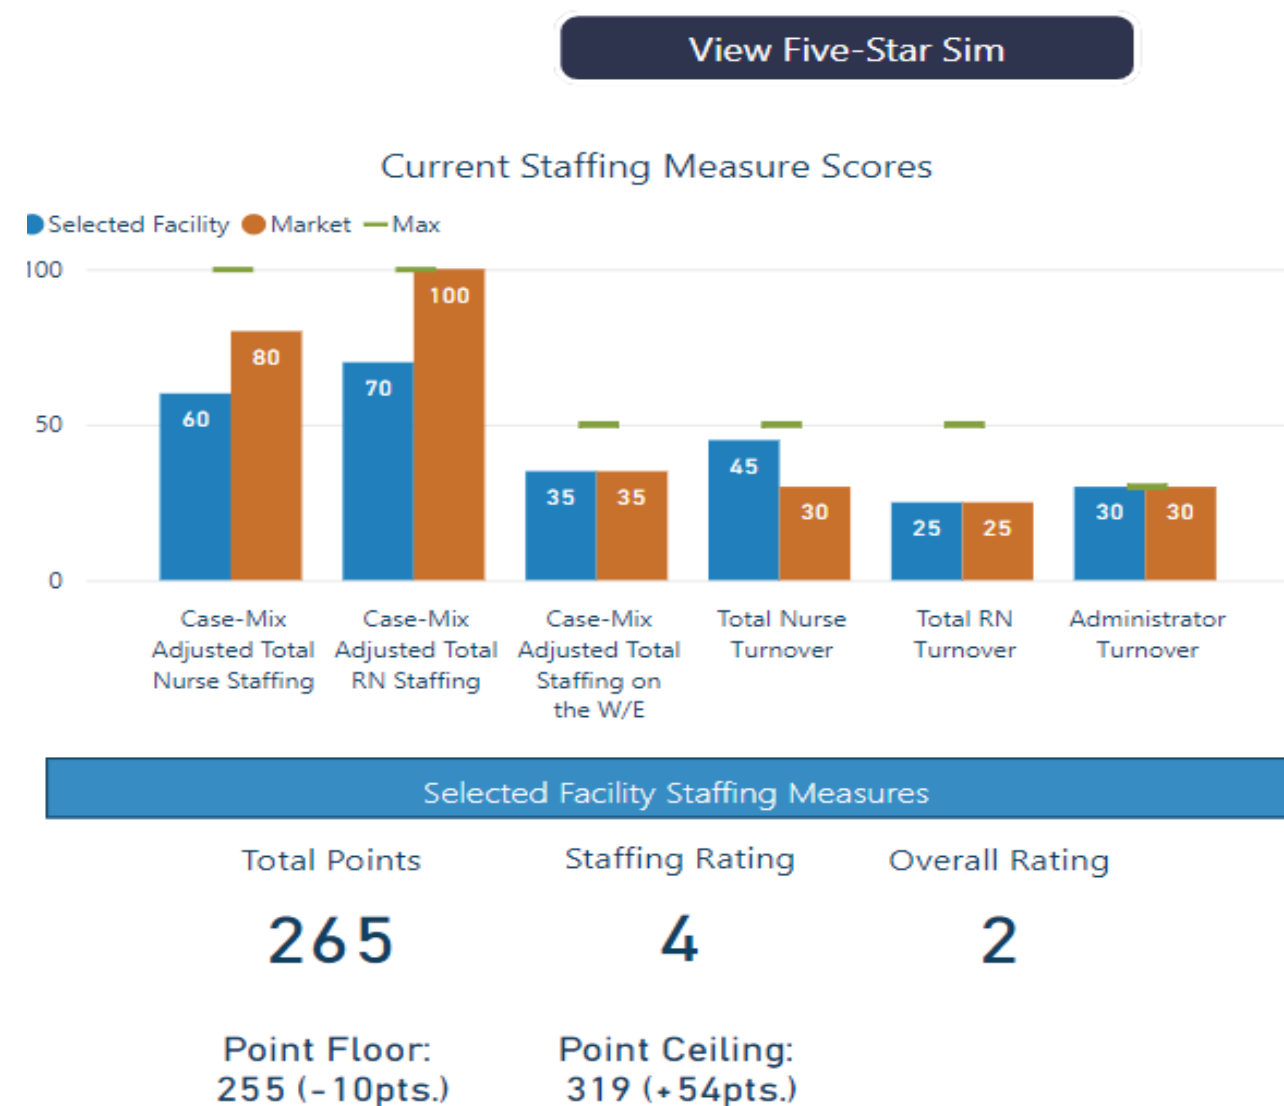 View Five-Star Sim
Current Staffing Measure Scores
Selected Facility Market Max
100
50
0
60
80
70
100
35
35
45
30
25
25
30
30
Case-Mix
Adjusted Total
Nurse Staffing
Case-Mix
Adjusted Total
RN Staffing
Case-Mix
Adjusted Total
Staffing on
the W/E
Total Nurse
Turnover
Total RN
Turnover
Administrator
Turnover
Selected Facility Staffing Measures
Total Points
265
Point Floor:
255 (-10pts.)
Staffing Rating
4
Point Ceiling:
319 (+54pts.)
Overall Rating
2